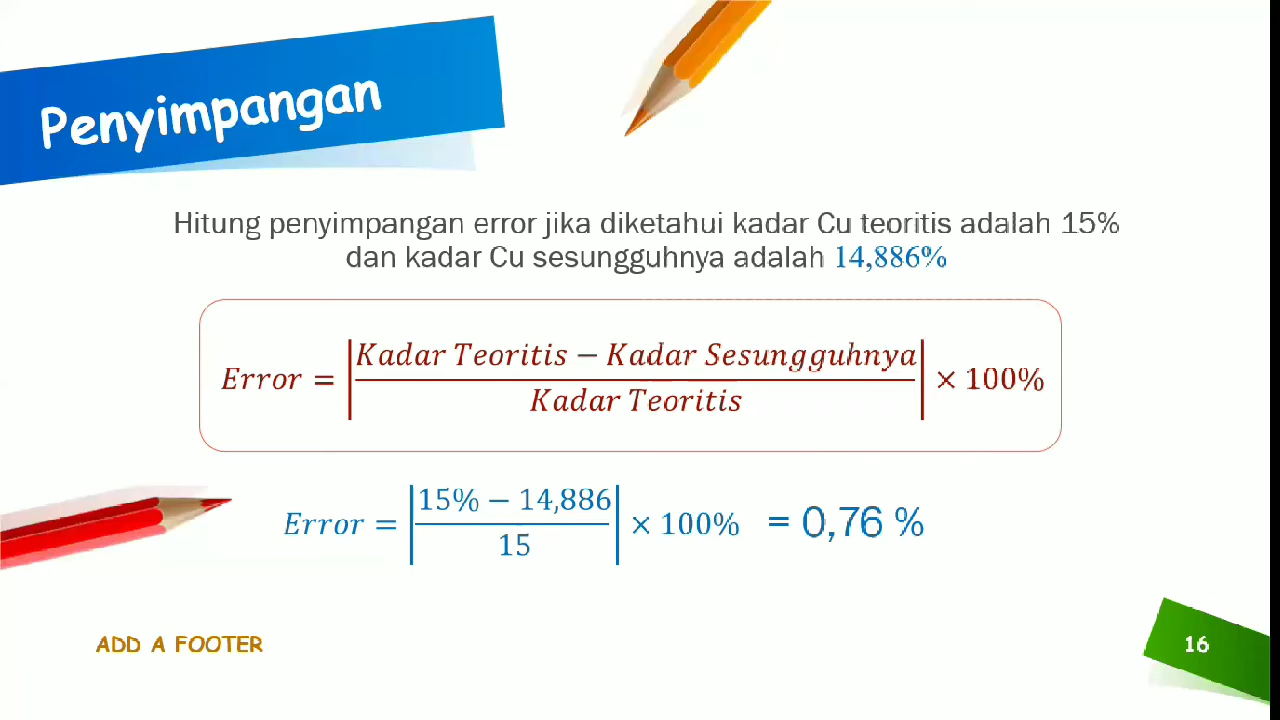 Penyimpangan
Hitung penyimpangan error jika diketahui kadar Cu teoritis adalah 15%
dan kadar Cu sesungguhnya adalah 14,886%
Error = |Kadar Teoritis − Kadar Sesungguhnya / Kadar Teoritis| × 100%
Error = |15% − 14,886 / 15| × 100% = 0,76 %
ADD A FOOTER
16